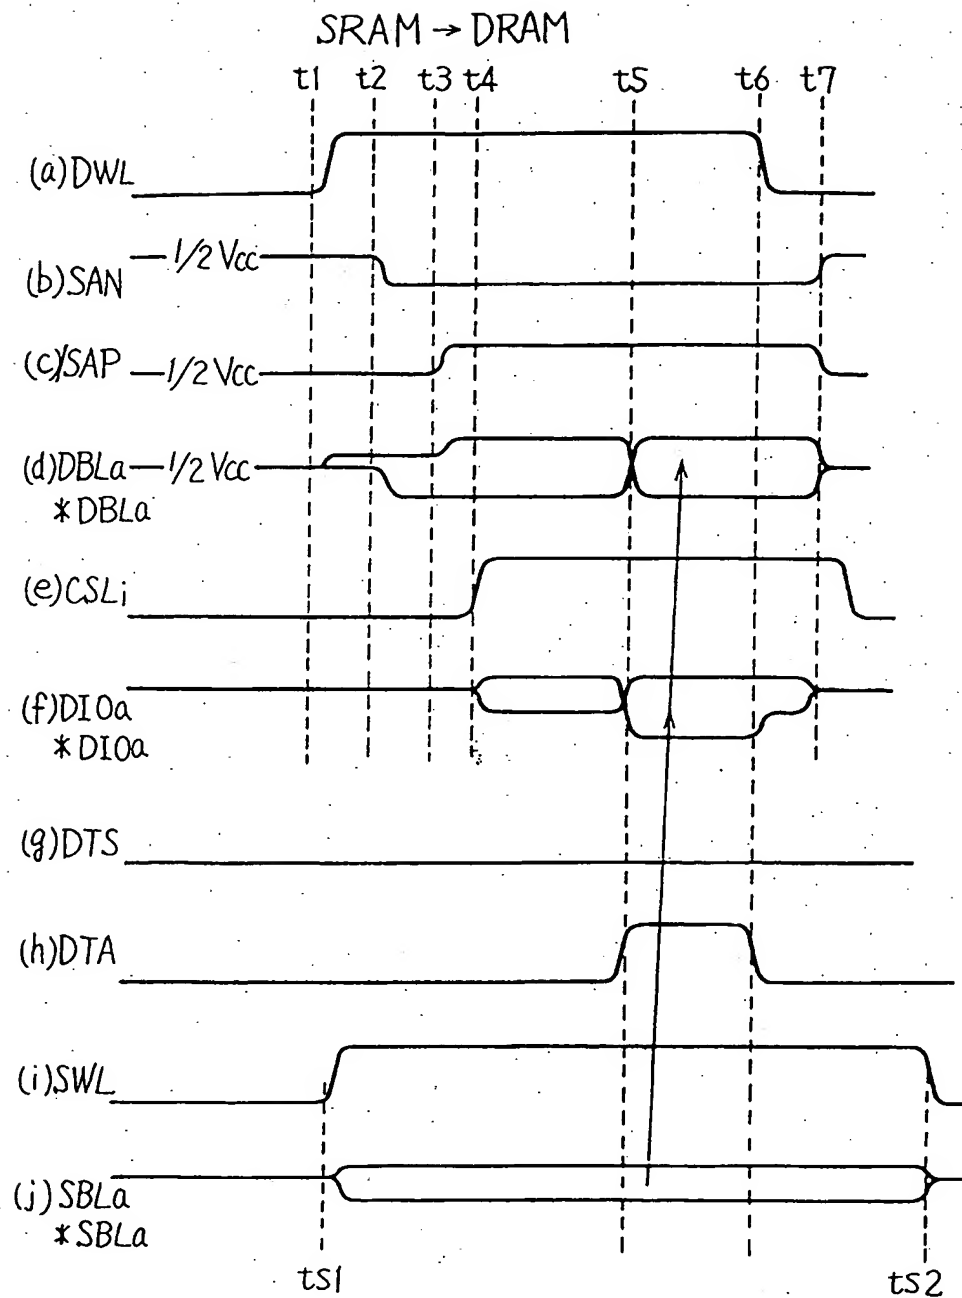 SRAM → DRAM
t1 t2 t3 t4 t5 t6 t7
(a)DWL
1/2 Vcc
(b)SAN
(c)/SAP 1/2 Vcc
(d)DBLa 1/2 Vcc
*DBLa
(e)CSLi
(f)DIOa
*DIOa
(g)DTS
(h)DTA
(i)SWL
(j)SBLa
*SBLa
ts1 ts2